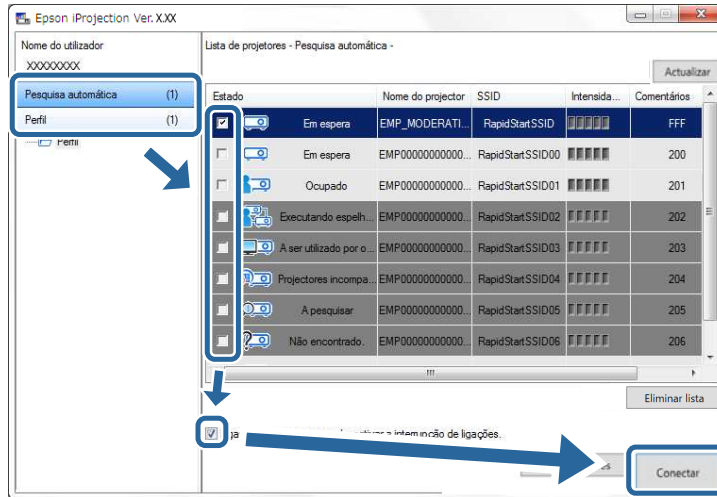 Epson iProjection Ver. X.XX
Nome do utilizador
XXXXXXXX
Pesquisa automática (1)
Perfil (1)
Perfil
Lista de projetores - Pesquisa automática -
Actualizar
Estado Nome do projector SSID Intensida... Comentários
Em espera EMP_MODERATI... RapidStartSSID FFF
Em espera EMP00000000000... RapidStartSSID00 200
Ocupado EMP00000000000... RapidStartSSID01 201
Executando espelh... EMP00000000000... RapidStartSSID02 202
A ser utilizado por o... EMP00000000000... RapidStartSSID03 203
Projectores incompa... EMP00000000000... RapidStartSSID04 204
A pesquisar EMP00000000000... RapidStartSSID05 205
Não encontrado. EMP00000000000... RapidStartSSID06 206
Eliminar lista
a interrupção de ligações.
Conectar